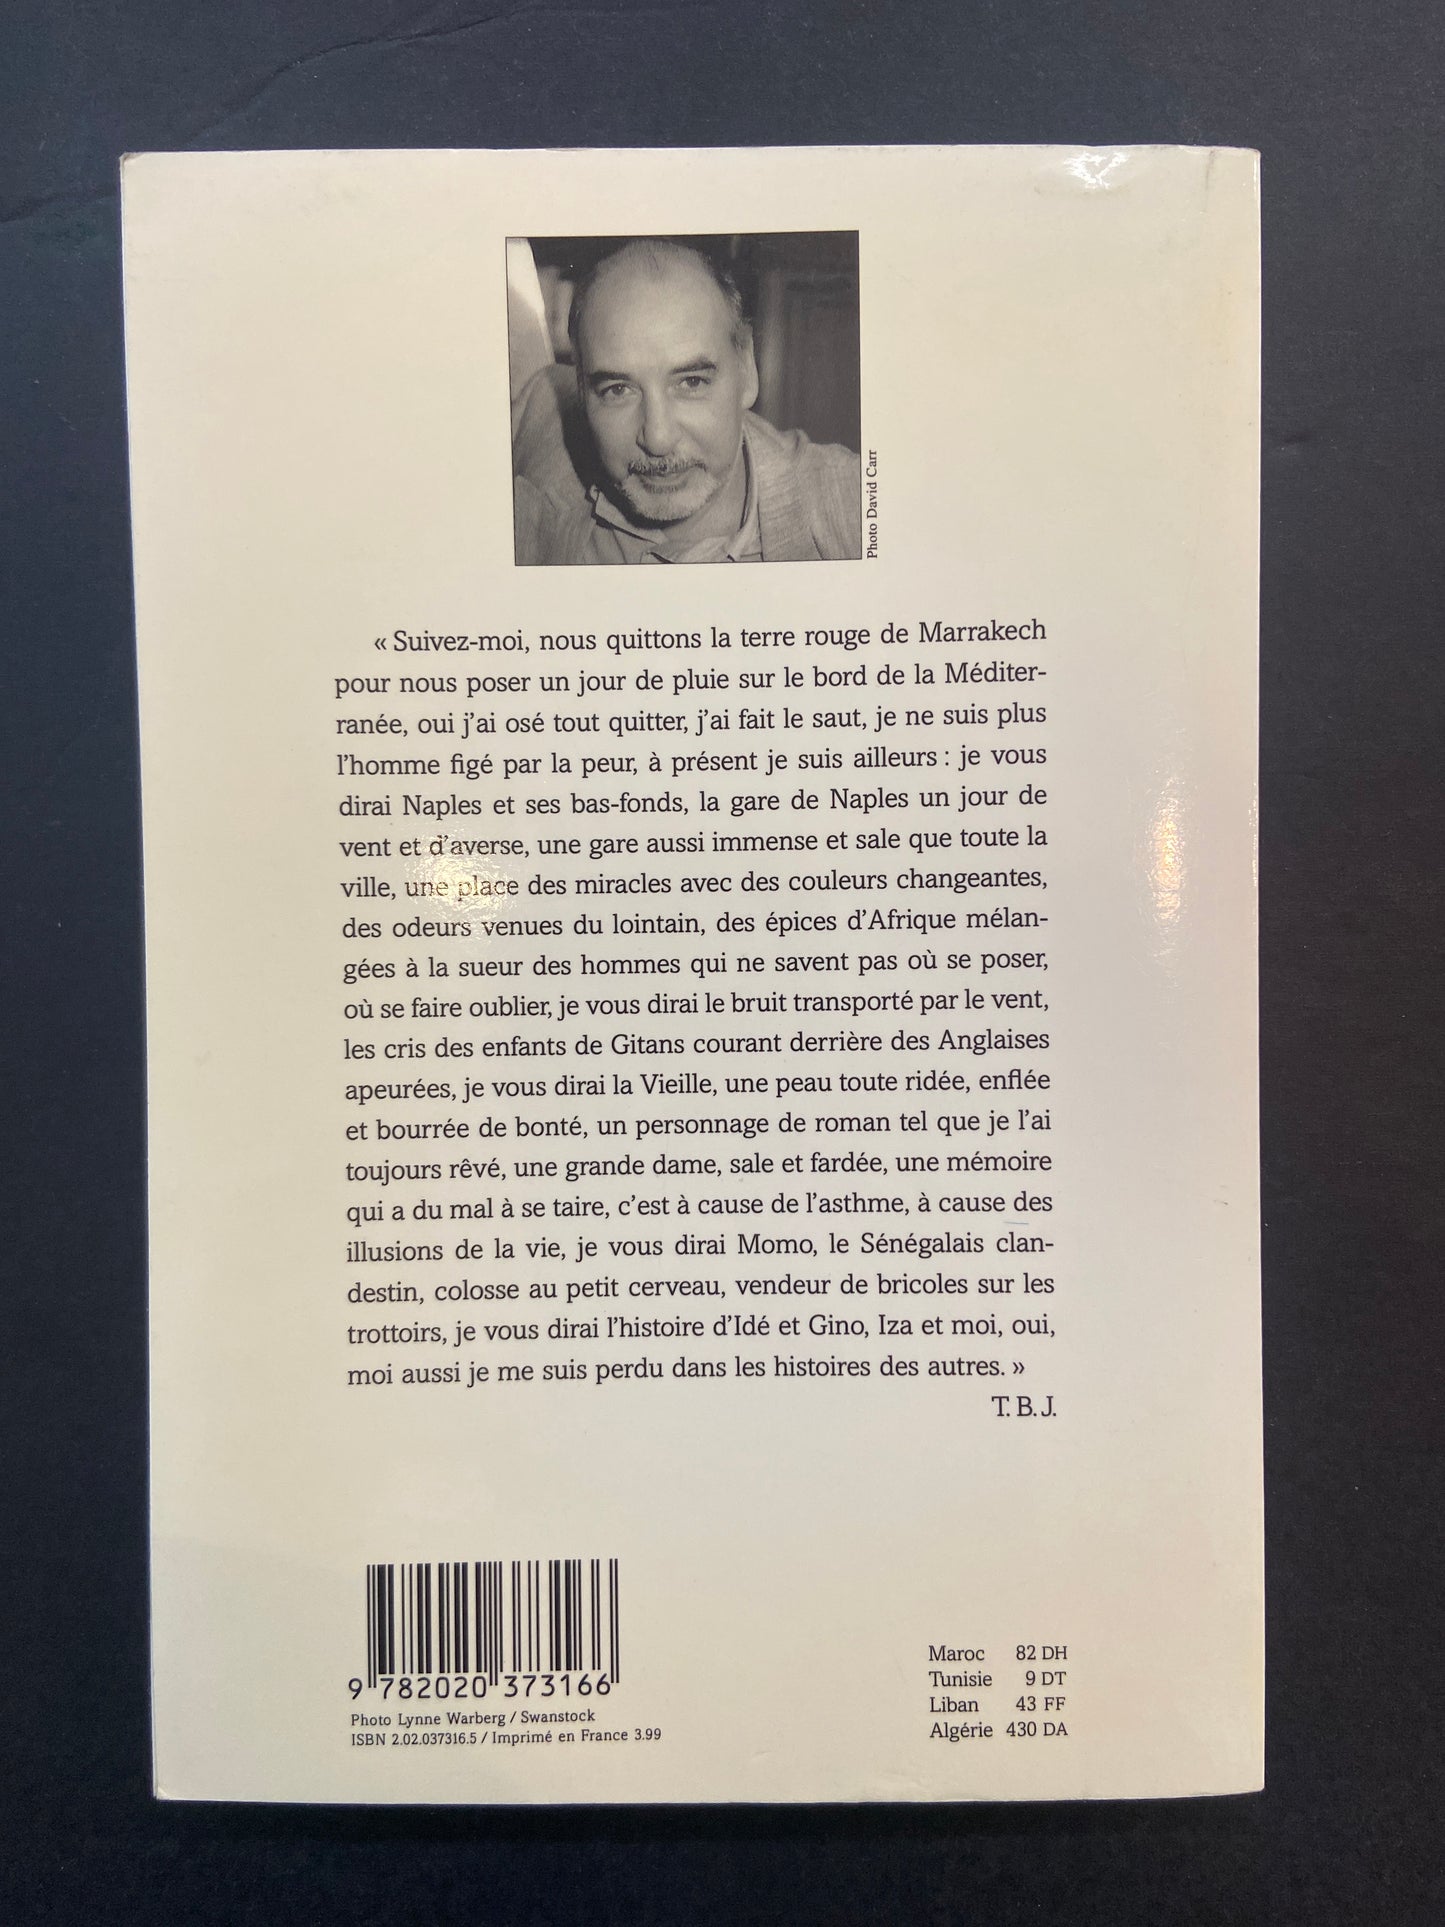 Photo David Carr
« Suivez-moi, nous quittons la terre rouge de Marrakech
pour nous poser un jour de pluie sur le bord de la Méditer-
ranée, oui j'ai osé tout quitter, j'ai fait le saut, je ne suis plus
l'homme figé par la peur, à présent je suis ailleurs : je vous
dirai Naples et ses bas-fonds, la gare de Naples un jour de
vent et d'averse, une gare aussi immense et sale que toute la
ville, une place des miracles avec des couleurs changeantes,
des odeurs venues du lointain, des épices d'Afrique mélan-
gées à la sueur des hommes qui ne savent pas où se poser,
où se faire oublier, je vous dirai le bruit transporté par le vent,
les cris des enfants de Gitans courant derrière des Anglaises
apeurées, je vous dirai la Vieille, une peau toute ridée, enflée
et bourrée de bonté, un personnage de roman tel que je l'ai
toujours rêvé, une grande dame, sale et fardée, une mémoire
qui a du mal à se taire, c'est à cause de l'asthme, à cause des
illusions de la vie, je vous dirai Momo, le Sénégalais clan-
destin, colosse au petit cerveau, vendeur de bricoles sur les
trottoirs, je vous dirai l'histoire d'Idé et Gino, Iza et moi, oui,
moi aussi je me suis perdu dans les histoires des autres. »
T. B. J.
9 782020 373166
Photo Lynne Warberg / Swanstock
ISBN 2.02.037316.5 / Imprimé en France 3.99
Maroc 82 DH
Tunisie 9 DT
Liban 43 FF
Algérie 430 DA